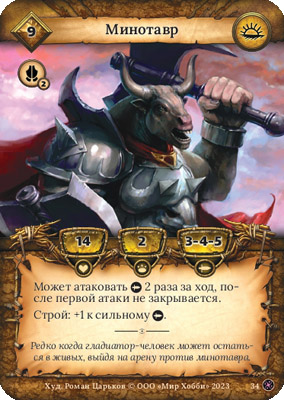 9
Минотавр
2
14
2
3-4-5
Может атаковать 2 раза за ход, по-
сле первой атаки не закрывается.
Строй: +1 к сильному .
Редко когда гладиатор-человек может остать-
ся в живых, выйдя на арену против минотавра.
Худ. Роман Царьков © ООО «Мир Хобби» 2023
34